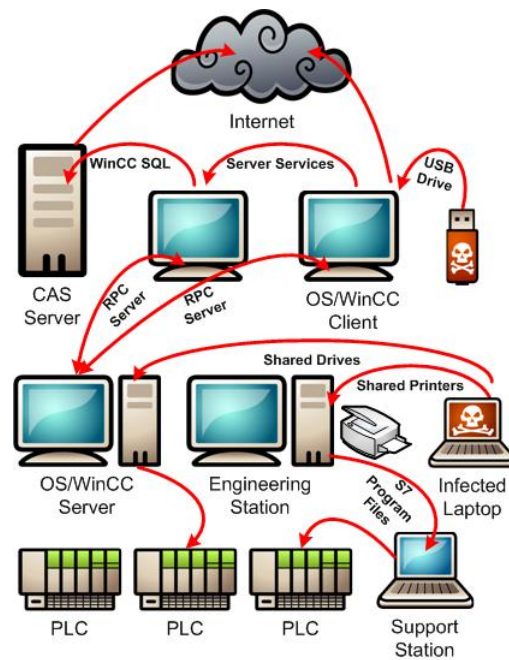 Internet
WinCC SQL
Server Services
USB
Drive
CAS
Server
RPC
Server
RPC
Server
OS/WinCC
Client
Shared Drives
Shared Printers
OS/WinCC
Server
Engineering
Station
S7
Program
Files
Infected
Laptop
PLC
PLC
PLC
Support
Station